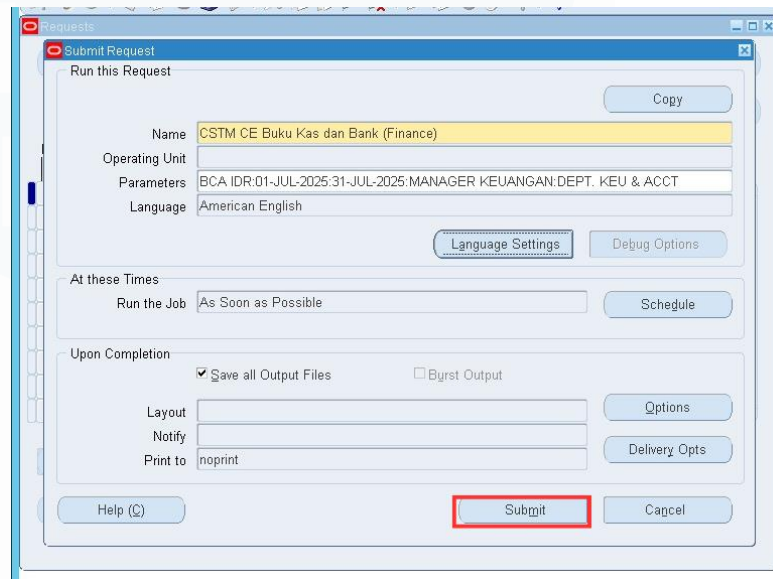 Requests
Submit Request
Run this Request
Copy
Name CSTM CE Buku Kas dan Bank (Finance)
Operating Unit
Parameters BCA IDR:01-JUL-2025:31-JUL-2025:MANAGER KEUANGAN:DEPT. KEU & ACCT
Language American English
Language Settings Debug Options
At these Times
Run the Job As Soon as Possible Schedule
Upon Completion
Save all Output Files Burst Output
Layout Options
Notify
Delivery Opts
Print to noprint
Help (C) Submit Cancel